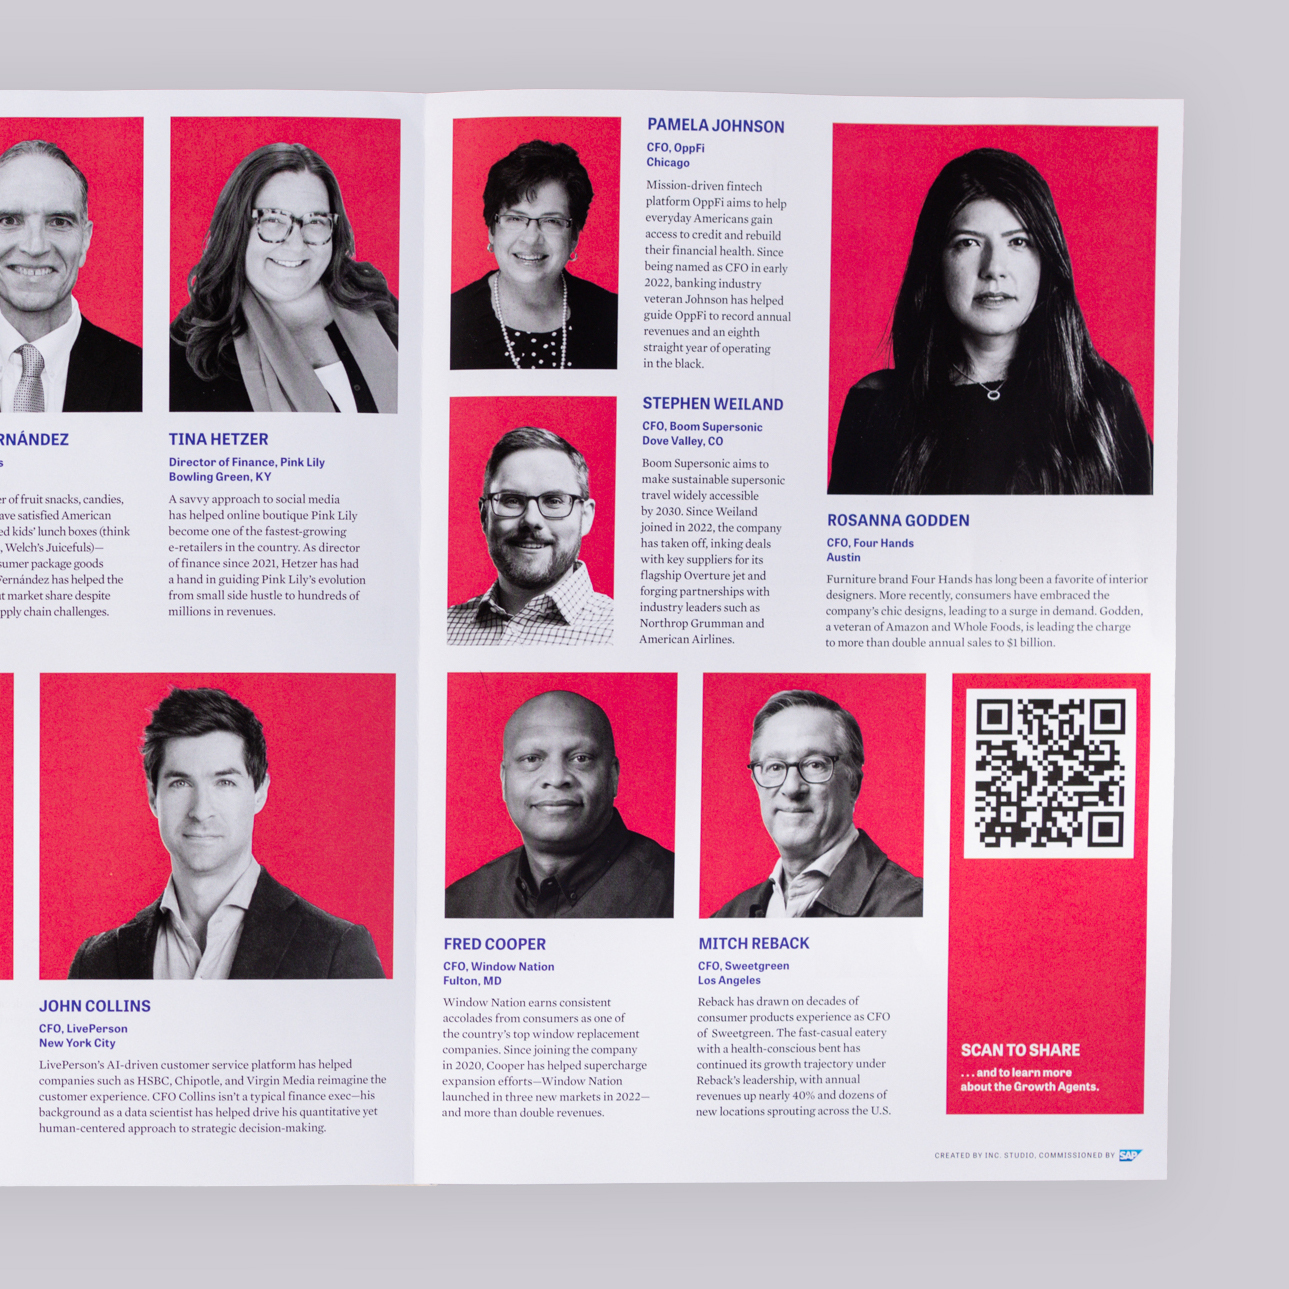 RNÁNDEZ
s
er of fruit snacks, candies,
ave satisfied American
ed kids' lunch boxes (think
, Welch's Juicefuls)—
sumer package goods
Fernández has helped the
t market share despite
pply chain challenges.
TINA HETZER
Director of Finance, Pink Lily
Bowling Green, KY
A savvy approach to social media
has helped online boutique Pink Lily
become one of the fastest-growing
e-retailers in the country. As director
of finance since 2021, Hetzer has had
a hand in guiding Pink Lily's evolution
from small side hustle to hundreds of
millions in revenues.
JOHN COLLINS
CFO, LivePerson
New York City
LivePerson's AI-driven customer service platform has helped
companies such as HSBC, Chipotle, and Virgin Media reimagine the
customer experience. CFO Collins isn't a typical finance exec—his
background as a data scientist has helped drive his quantitative yet
human-centered approach to strategic decision-making.
PAMELA JOHNSON
CFO, OppFi
Chicago
Mission-driven fintech
platform OppFi aims to help
everyday Americans gain
access to credit and rebuild
their financial health. Since
being named as CFO in early
2022, banking industry
veteran Johnson has helped
guide OppFi to record annual
revenues and an eighth
straight year of operating
in the black.
STEPHEN WEILAND
CFO, Boom Supersonic
Dove Valley, CO
Boom Supersonic aims to
make sustainable supersonic
travel widely accessible
by 2030. Since Weiland
joined in 2022, the company
has taken off, inking deals
with key suppliers for its
flagship Overture jet and
forging partnerships with
industry leaders such as
Northrop Grumman and
American Airlines.
ROSANNA GODDEN
CFO, Four Hands
Austin
Furniture brand Four Hands has long been a favorite of interior
designers. More recently, consumers have embraced the
company's chic designs, leading to a surge in demand. Godden,
a veteran of Amazon and Whole Foods, is leading the charge
to more than double annual sales to $1 billion.
FRED COOPER
CFO, Window Nation
Fulton, MD
Window Nation earns consistent
accolades from consumers as one of
the country's top window replacement
companies. Since joining the company
in 2020, Cooper has helped supercharge
expansion efforts—Window Nation
launched in three new markets in 2022—
and more than double revenues.
MITCH REBACK
CFO, Sweetgreen
Los Angeles
Reback has drawn on decades of
consumer products experience as CFO
of Sweetgreen. The fast-casual eatery
with a health-conscious bent has
continued its growth trajectory under
Reback's leadership, with annual
revenues up nearly 40% and dozens of
new locations sprouting across the U.S.
SCAN TO SHARE
. . . and to learn more
about the Growth Agents.
CREATED BY INC. STUDIO, COMMISSIONED BY SAP